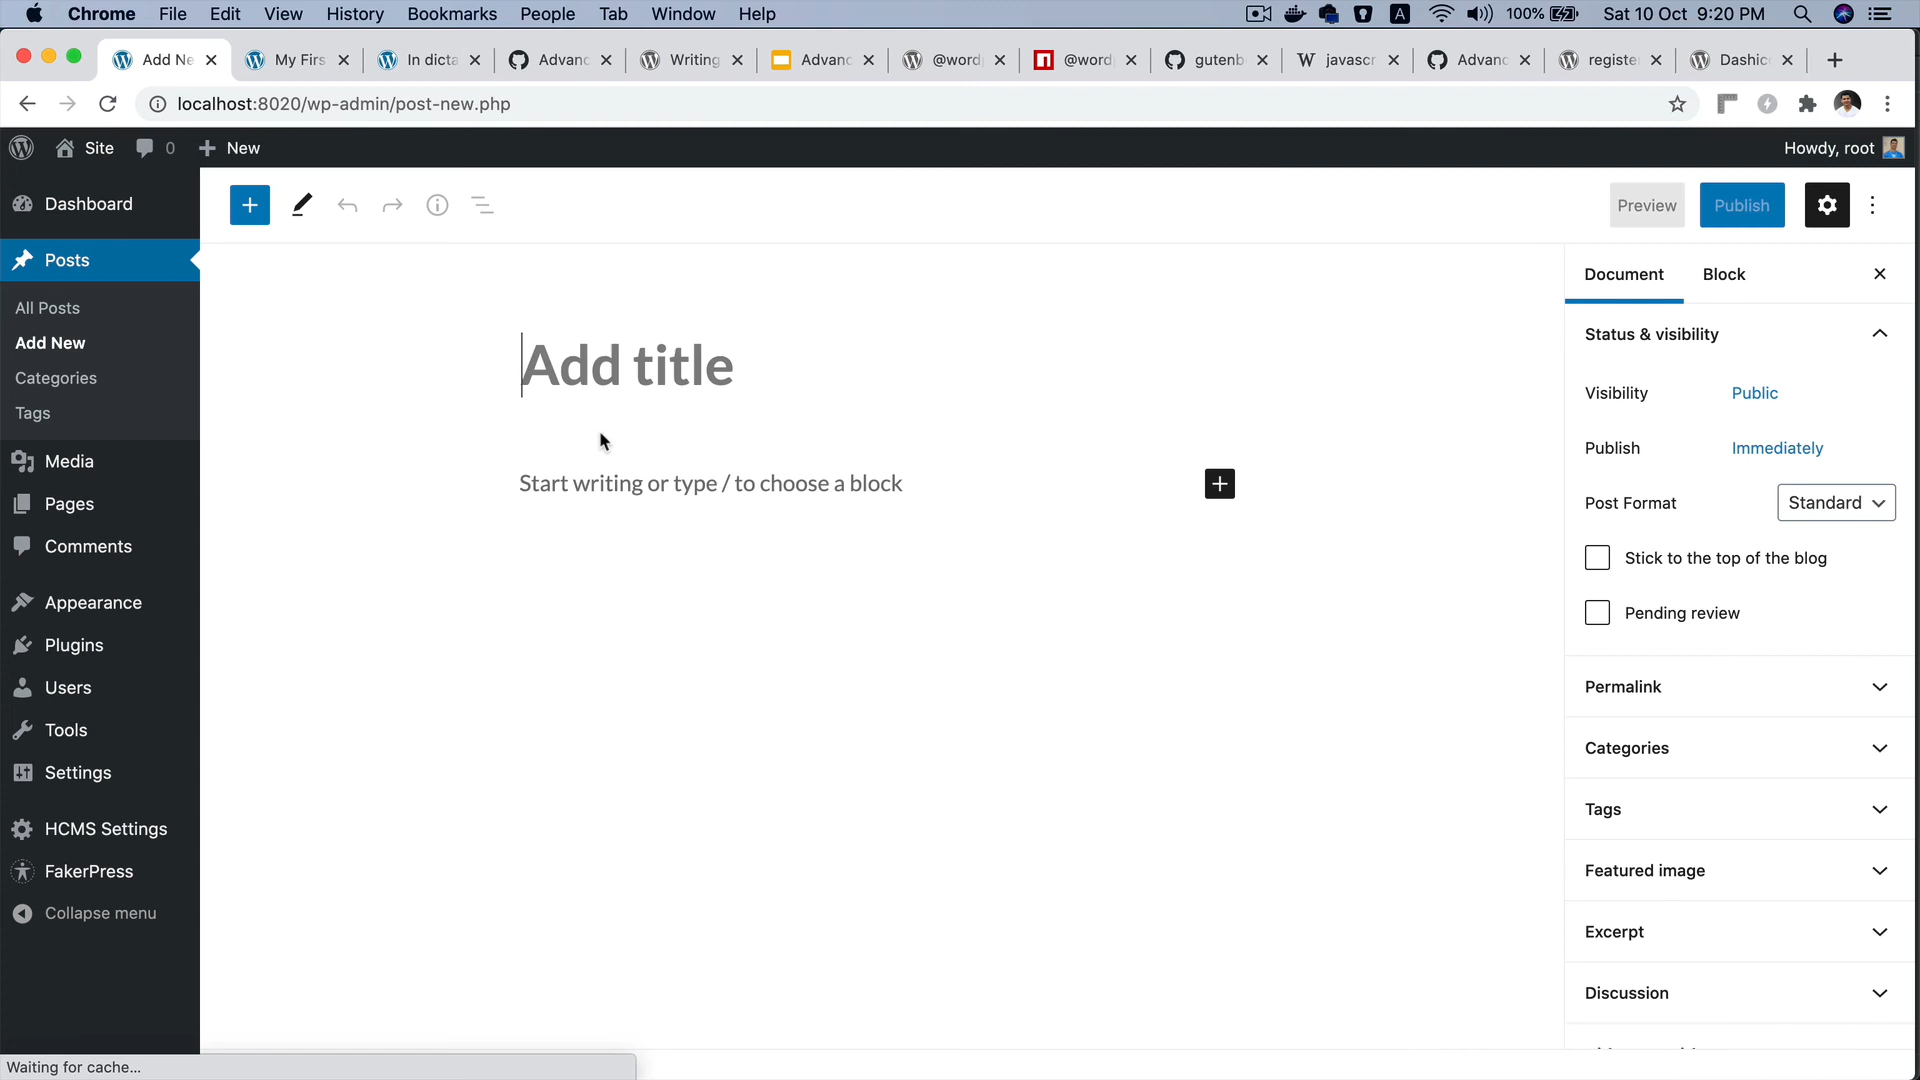 Chrome File Edit View History Bookmarks People Tab Window Help
A 100% Sat 10 Oct 9:20 PM
Add Ne My Firs In dicta Advanc Writing Advanc @word @word gutenb javascr Advanc registe Dashic
localhost:8020/wp-admin/post-new.php
Site 0 New Howdy, root
Dashboard
Posts
All Posts
Add New
Categories
Tags
Media
Pages
Comments
Appearance
Plugins
Users
Tools
Settings
HCMS Settings
FakerPress
Collapse menu
Preview Publish
Add title
Start writing or type / to choose a block
Document Block
Status & visibility
Visibility Public
Publish Immediately
Post Format Standard
Stick to the top of the blog
Pending review
Permalink
Categories
Tags
Featured image
Excerpt
Discussion
Waiting for cache...